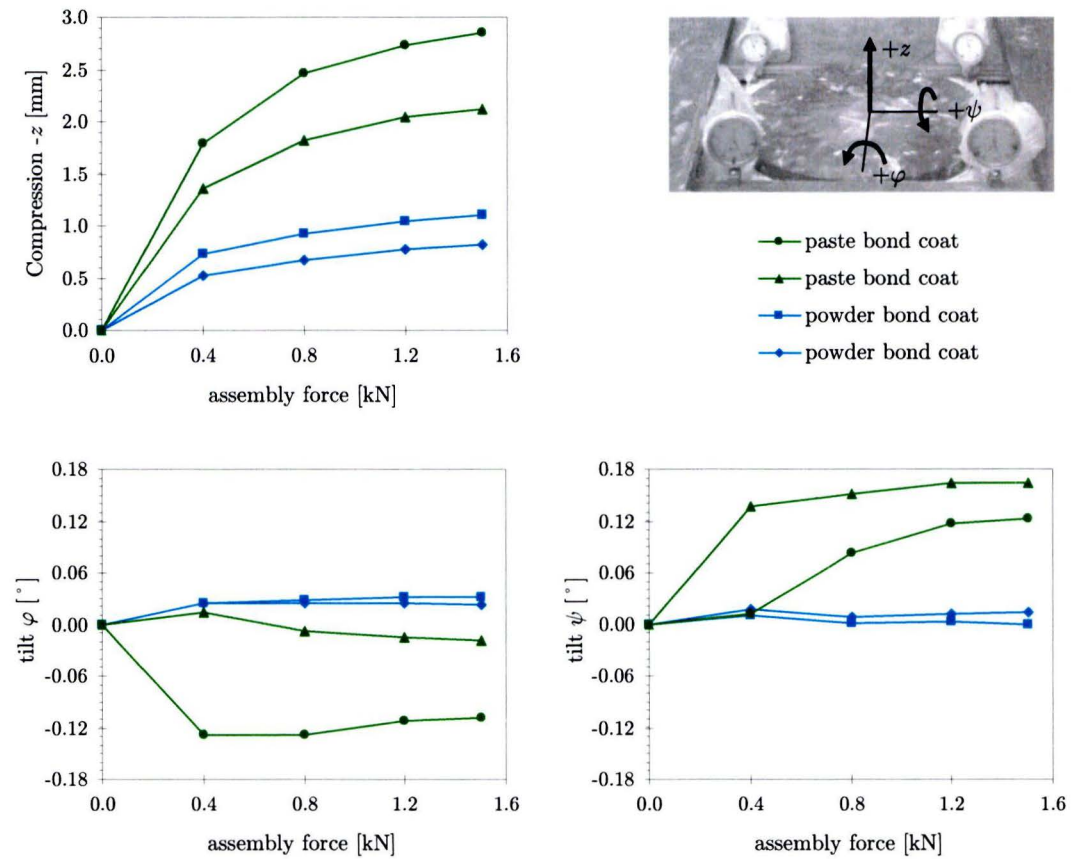 3.0
2.5
2.0
1.5
1.0
0.5
0.0
Compression -z [mm]
0.0 0.4 0.8 1.2 1.6
assembly force [kN]
+z
+ψ
+φ
paste bond coat
paste bond coat
powder bond coat
powder bond coat
0.18
0.12
0.06
0.00
-0.06
-0.12
-0.18
tilt φ [°]
0.0 0.4 0.8 1.2 1.6
assembly force [kN]
0.18
0.12
0.06
0.00
-0.06
-0.12
-0.18
tilt ψ [°]
0.0 0.4 0.8 1.2 1.6
assembly force [kN]